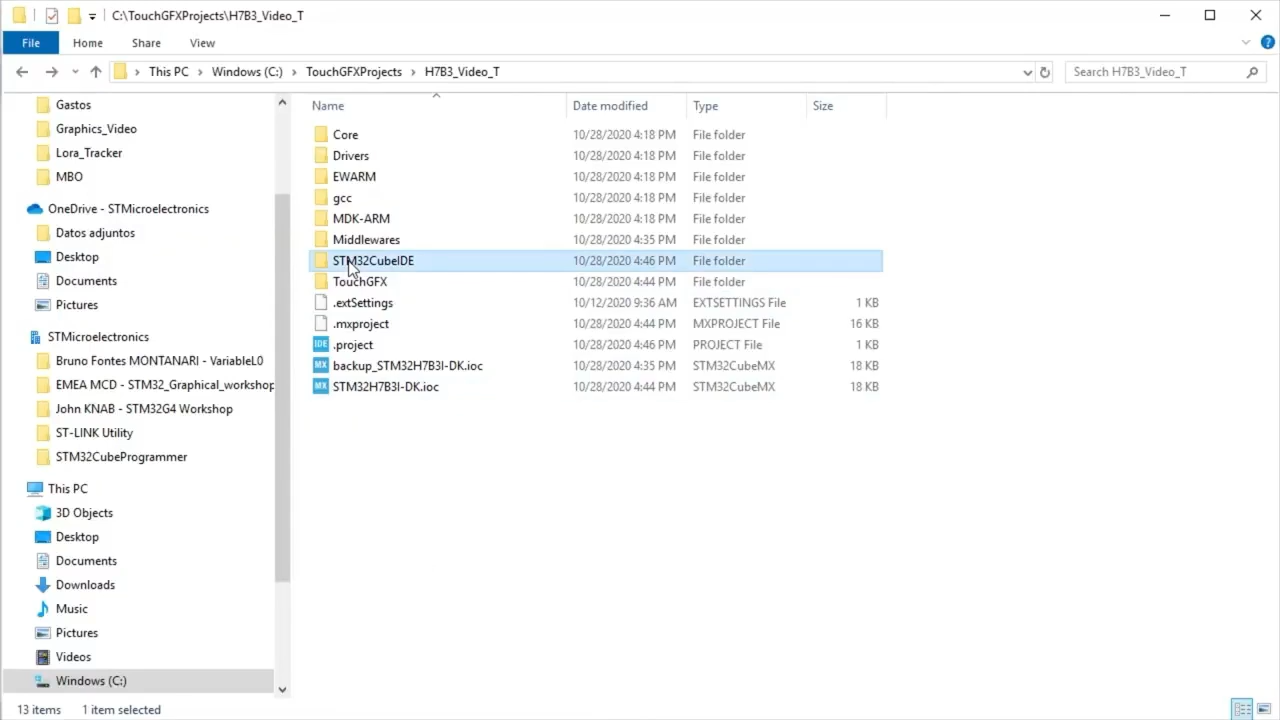 C:\TouchGFXProjects\H7B3_Video_T
File Home Share View
This PC Windows (C:) TouchGFXProjects H7B3_Video_T
Search H7B3_Video_T
Gastos
Graphics_Video
Lora_Tracker
MBO
OneDrive - STMicroelectronics
Datos adjuntos
Desktop
Documents
Pictures
STMicroelectronics
Bruno Fontes MONTANARI - VariableL0
EMEA MCD - STM32_Graphical_workshop
John KNAB - STM32G4 Workshop
ST-LINK Utility
STM32CubeProgrammer
This PC
3D Objects
Desktop
Documents
Downloads
Music
Pictures
Videos
Windows (C:)
Name Date modified Type Size
Core 10/28/2020 4:18 PM File folder
Drivers 10/28/2020 4:18 PM File folder
EWARM 10/28/2020 4:18 PM File folder
gcc 10/28/2020 4:18 PM File folder
MDK-ARM 10/28/2020 4:18 PM File folder
Middlewares 10/28/2020 4:35 PM File folder
STM32CubeIDE 10/28/2020 4:46 PM File folder
TouchGFX 10/28/2020 4:44 PM File folder
.extSettings 10/12/2020 9:36 AM EXTSETTINGS File 1 KB
.mxproject 10/28/2020 4:44 PM MXPROJECT File 16 KB
IDE .project 10/28/2020 4:46 PM PROJECT File 1 KB
MX backup_STM32H7B3I-DK.ioc 10/28/2020 4:35 PM STM32CubeMX 18 KB
MX STM32H7B3I-DK.ioc 10/28/2020 4:44 PM STM32CubeMX 18 KB
13 items 1 item selected